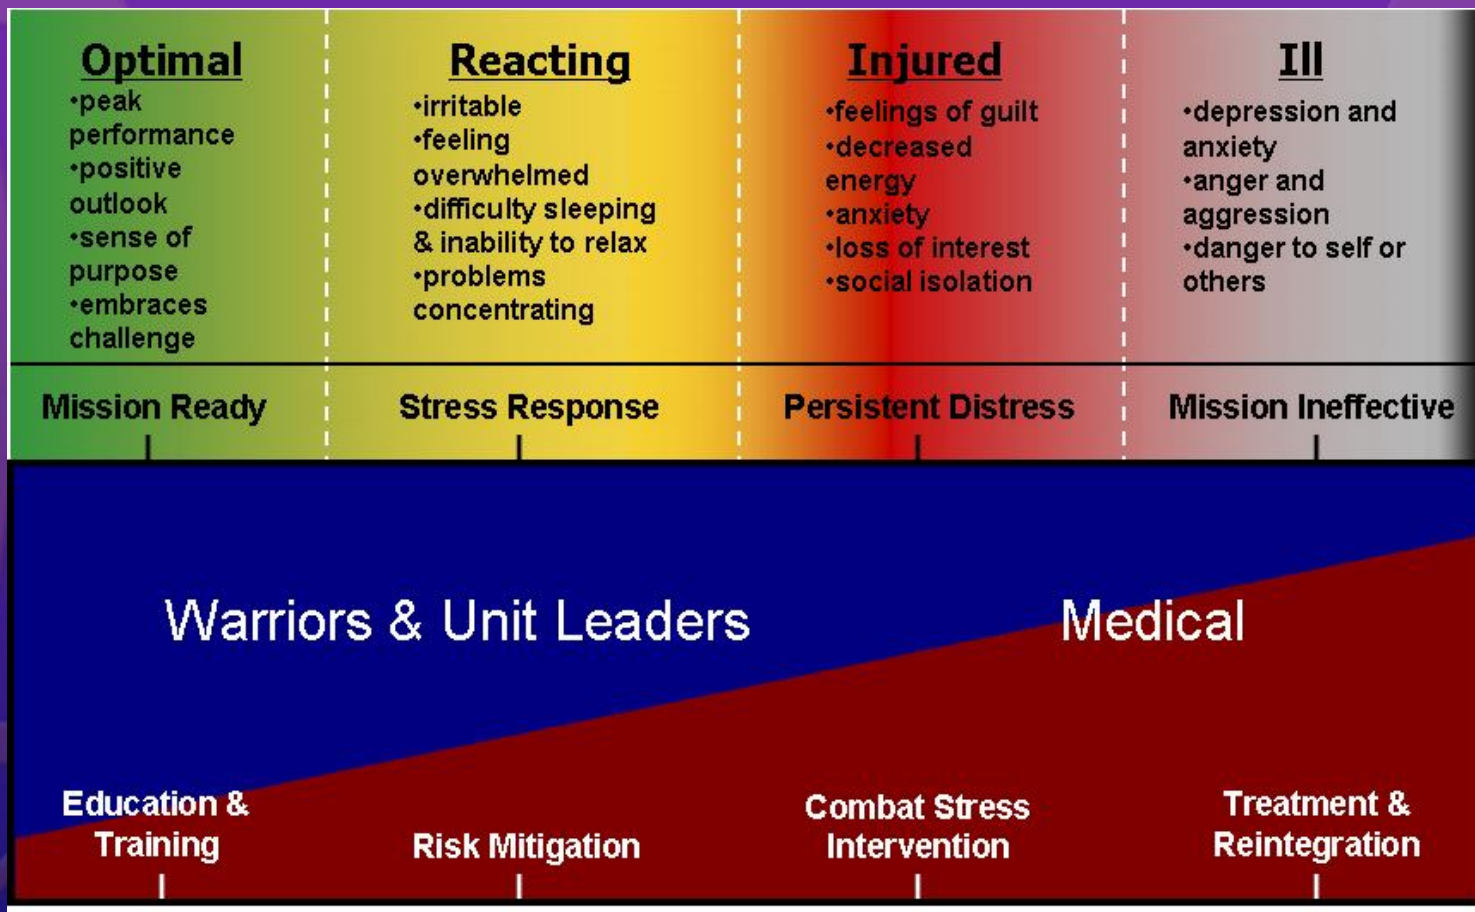 Optimal
•peak
performance
•positive
outlook
•sense of
purpose
•embraces
challenge
Reacting
•irritable
•feeling
overwhelmed
•difficulty sleeping
& inability to relax
•problems
concentrating
Injured
•feelings of guilt
•decreased
energy
•anxiety
•loss of interest
•social isolation
Ill
•depression and
anxiety
•anger and
aggression
•danger to self or
others
Mission Ready
Stress Response
Persistent Distress
Mission Ineffective
Warriors & Unit Leaders
Medical
Education &
Training
Risk Mitigation
Combat Stress
Intervention
Treatment &
Reintegration